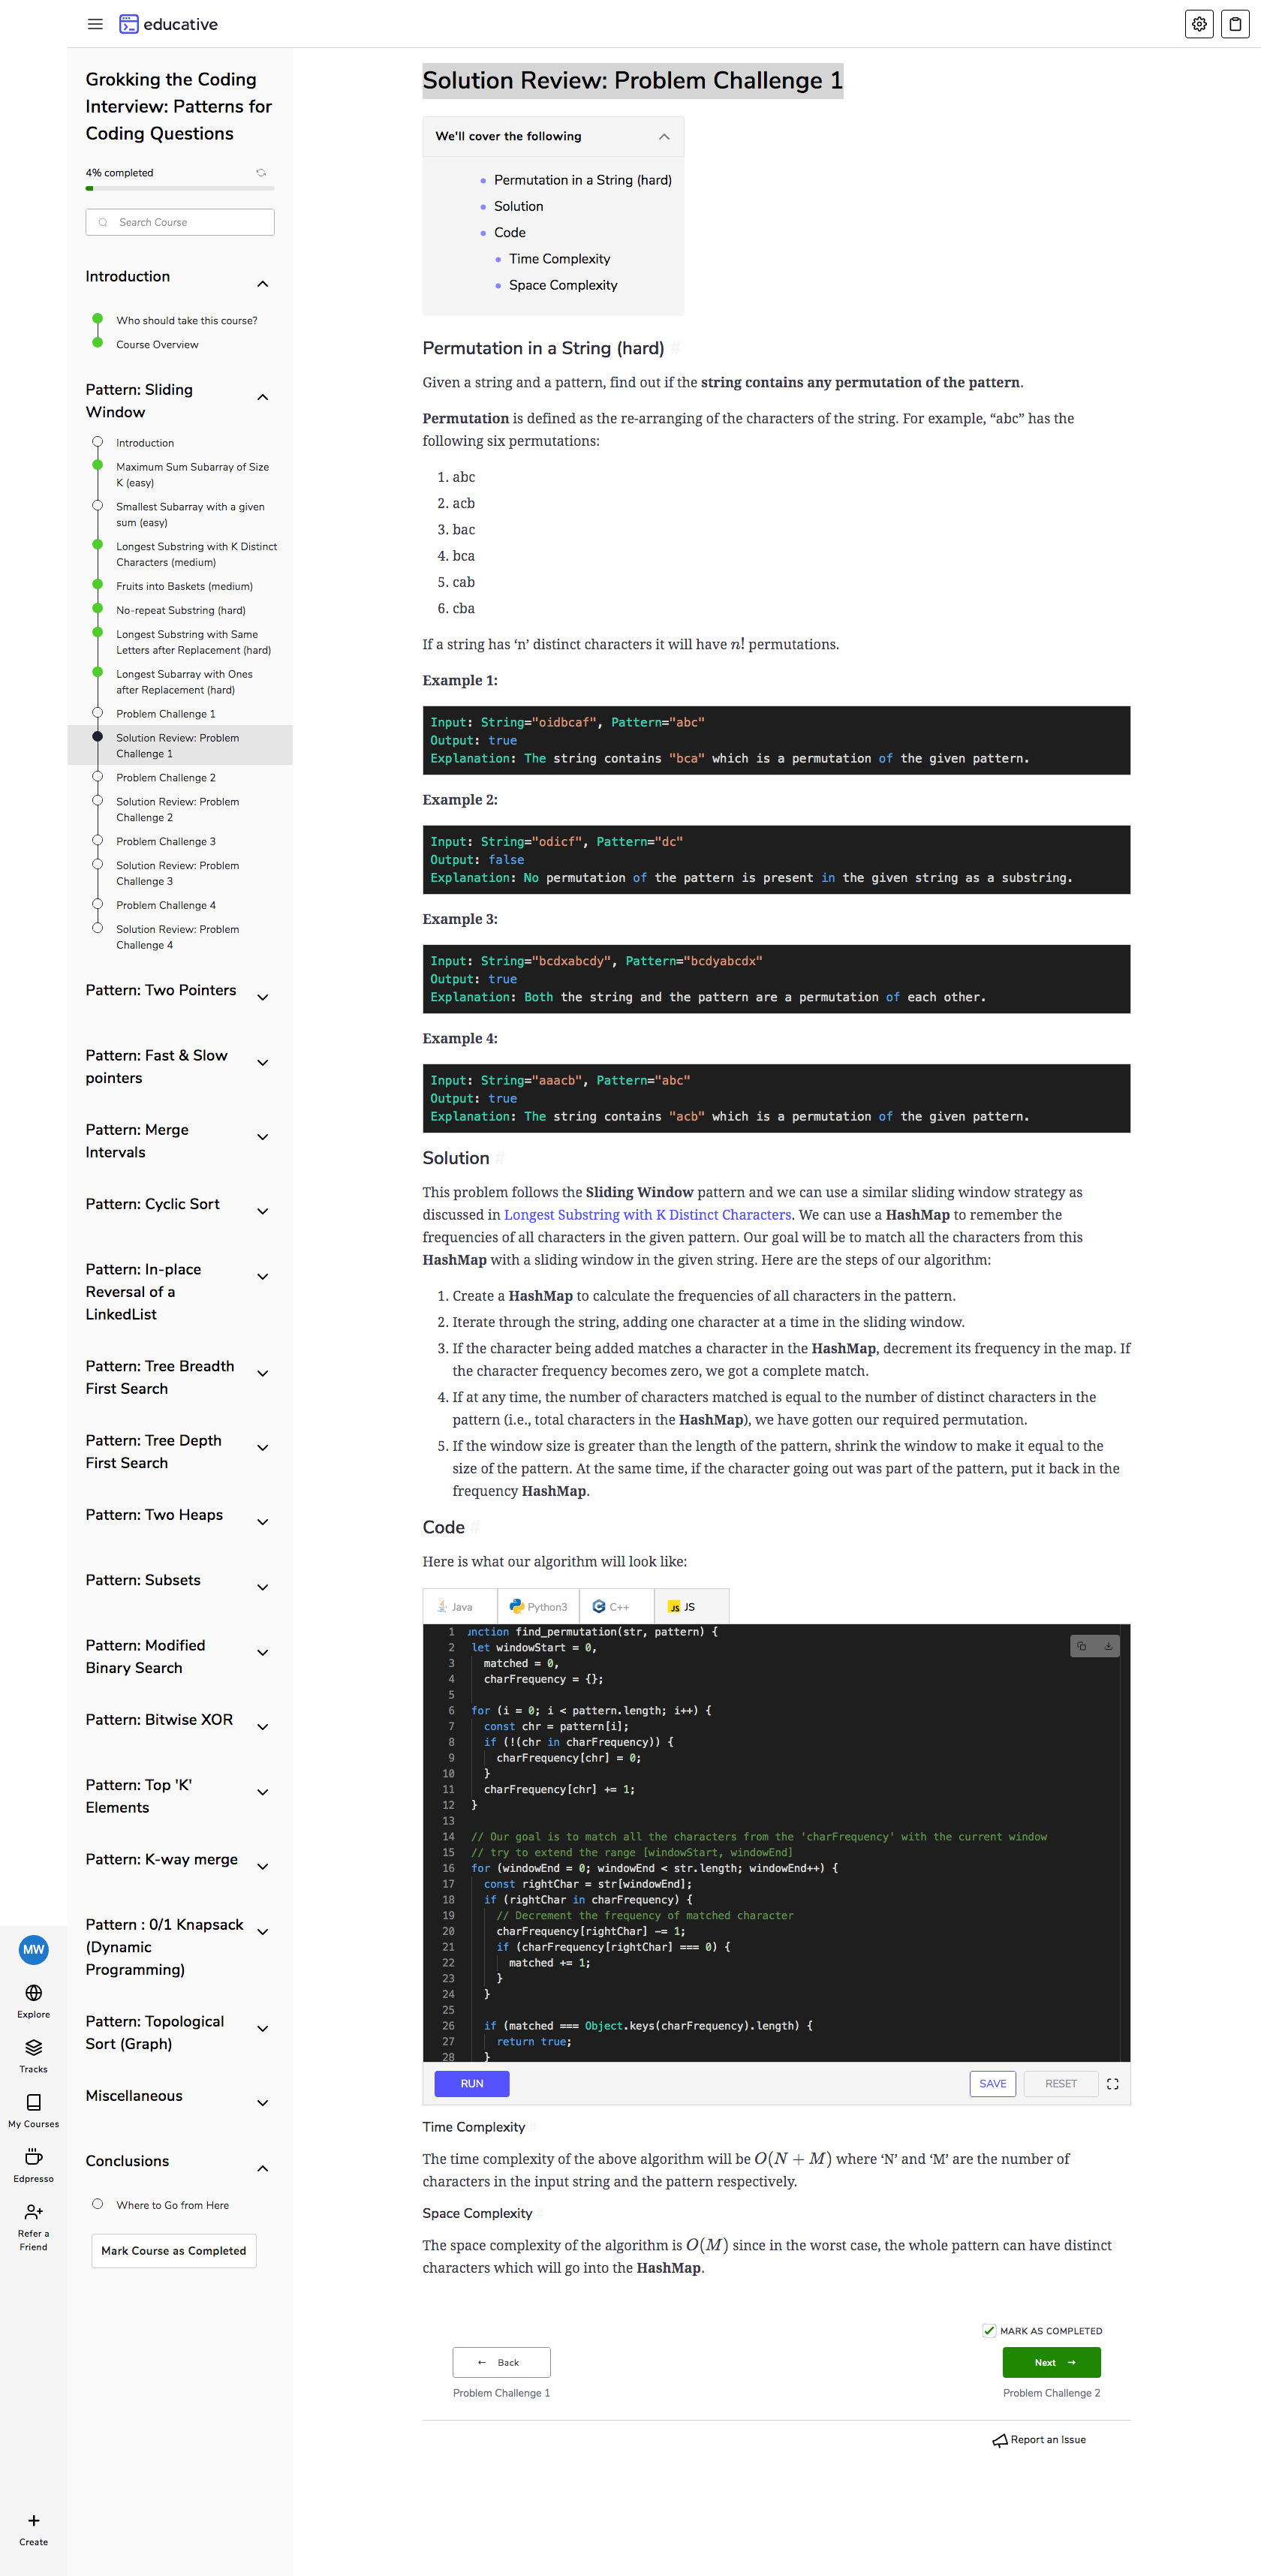 educative
Grokking the Coding
Interview: Patterns for
Coding Questions
4% completed
Search Course
Introduction
Who should take this course?
Course Overview
Pattern: Sliding
Window
Introduction
Maximum Sum Subarray of Size
K (easy)
Smallest Subarray with a given
sum (easy)
Longest Substring with K Distinct
Characters (medium)
Fruits into Baskets (medium)
No-repeat Substring (hard)
Longest Substring with Same
Letters after Replacement (hard)
Longest Subarray with Ones
after Replacement (hard)
Problem Challenge 1
Solution Review: Problem
Challenge 1
Problem Challenge 2
Solution Review: Problem
Challenge 2
Problem Challenge 3
Solution Review: Problem
Challenge 3
Problem Challenge 4
Solution Review: Problem
Challenge 4
Pattern: Two Pointers
Pattern: Fast & Slow
pointers
Pattern: Merge
Intervals
Pattern: Cyclic Sort
Pattern: In-place
Reversal of a
LinkedList
Pattern: Tree Breadth
First Search
Pattern: Tree Depth
First Search
Pattern: Two Heaps
Pattern: Subsets
Pattern: Modified
Binary Search
Pattern: Bitwise XOR
Pattern: Top 'K'
Elements
Pattern: K-way merge
Pattern : 0/1 Knapsack
(Dynamic
Programming)
Pattern: Topological
Sort (Graph)
Miscellaneous
Conclusions
Where to Go from Here
Mark Course as Completed
MW
Explore
Tracks
My Courses
Edpresso
Refer a
Friend
Create
Solution Review: Problem Challenge 1
We'll cover the following
Permutation in a String (hard)
Solution
Code
Time Complexity
Space Complexity
Permutation in a String (hard) #
Given a string and a pattern, find out if the string contains any permutation of the pattern.
Permutation is defined as the re-arranging of the characters of the string. For example, “abc” has the
following six permutations:
1. abc
2. acb
3. bac
4. bca
5. cab
6. cba
If a string has ‘n’ distinct characters it will have n! permutations.
Example 1:
Input: String="oidbcaf", Pattern="abc"
Output: true
Explanation: The string contains "bca" which is a permutation of the given pattern.
Example 2:
Input: String="odicf", Pattern="dc"
Output: false
Explanation: No permutation of the pattern is present in the given string as a substring.
Example 3:
Input: String="bcdxabcdy", Pattern="bcdyabcdx"
Output: true
Explanation: Both the string and the pattern are a permutation of each other.
Example 4:
Input: String="aaacb", Pattern="abc"
Output: true
Explanation: The string contains "acb" which is a permutation of the given pattern.
Solution #
This problem follows the Sliding Window pattern and we can use a similar sliding window strategy as
discussed in Longest Substring with K Distinct Characters. We can use a HashMap to remember the
frequencies of all characters in the given pattern. Our goal will be to match all the characters from this
HashMap with a sliding window in the given string. Here are the steps of our algorithm:
1. Create a HashMap to calculate the frequencies of all characters in the pattern.
2. Iterate through the string, adding one character at a time in the sliding window.
3. If the character being added matches a character in the HashMap, decrement its frequency in the map. If
the character frequency becomes zero, we got a complete match.
4. If at any time, the number of characters matched is equal to the number of distinct characters in the
pattern (i.e., total characters in the HashMap), we have gotten our required permutation.
5. If the window size is greater than the length of the pattern, shrink the window to make it equal to the
size of the pattern. At the same time, if the character going out was part of the pattern, put it back in the
frequency HashMap.
Code #
Here is what our algorithm will look like:
Java Python3 C++ JS JS
1 unction find_permutation(str, pattern) {
2 let windowStart = 0,
3 matched = 0,
4 charFrequency = {};
5
6 for (i = 0; i < pattern.length; i++) {
7 const chr = pattern[i];
8 if (!(chr in charFrequency)) {
9 charFrequency[chr] = 0;
10 }
11 charFrequency[chr] += 1;
12 }
13
14 // Our goal is to match all the characters from the 'charFrequency' with the current window
15 // try to extend the range [windowStart, windowEnd]
16 for (windowEnd = 0; windowEnd < str.length; windowEnd++) {
17 const rightChar = str[windowEnd];
18 if (rightChar in charFrequency) {
19 // Decrement the frequency of matched character
20 charFrequency[rightChar] -= 1;
21 if (charFrequency[rightChar] === 0) {
22 matched += 1;
23 }
24 }
25
26 if (matched === Object.keys(charFrequency).length) {
27 return true;
28 }
RUN SAVE RESET
Time Complexity #
The time complexity of the above algorithm will be O(N + M) where ‘N’ and ‘M’ are the number of
characters in the input string and the pattern respectively.
Space Complexity #
The space complexity of the algorithm is O(M) since in the worst case, the whole pattern can have distinct
characters which will go into the HashMap.
MARK AS COMPLETED
← Back
Next →
Problem Challenge 1
Problem Challenge 2
Report an Issue